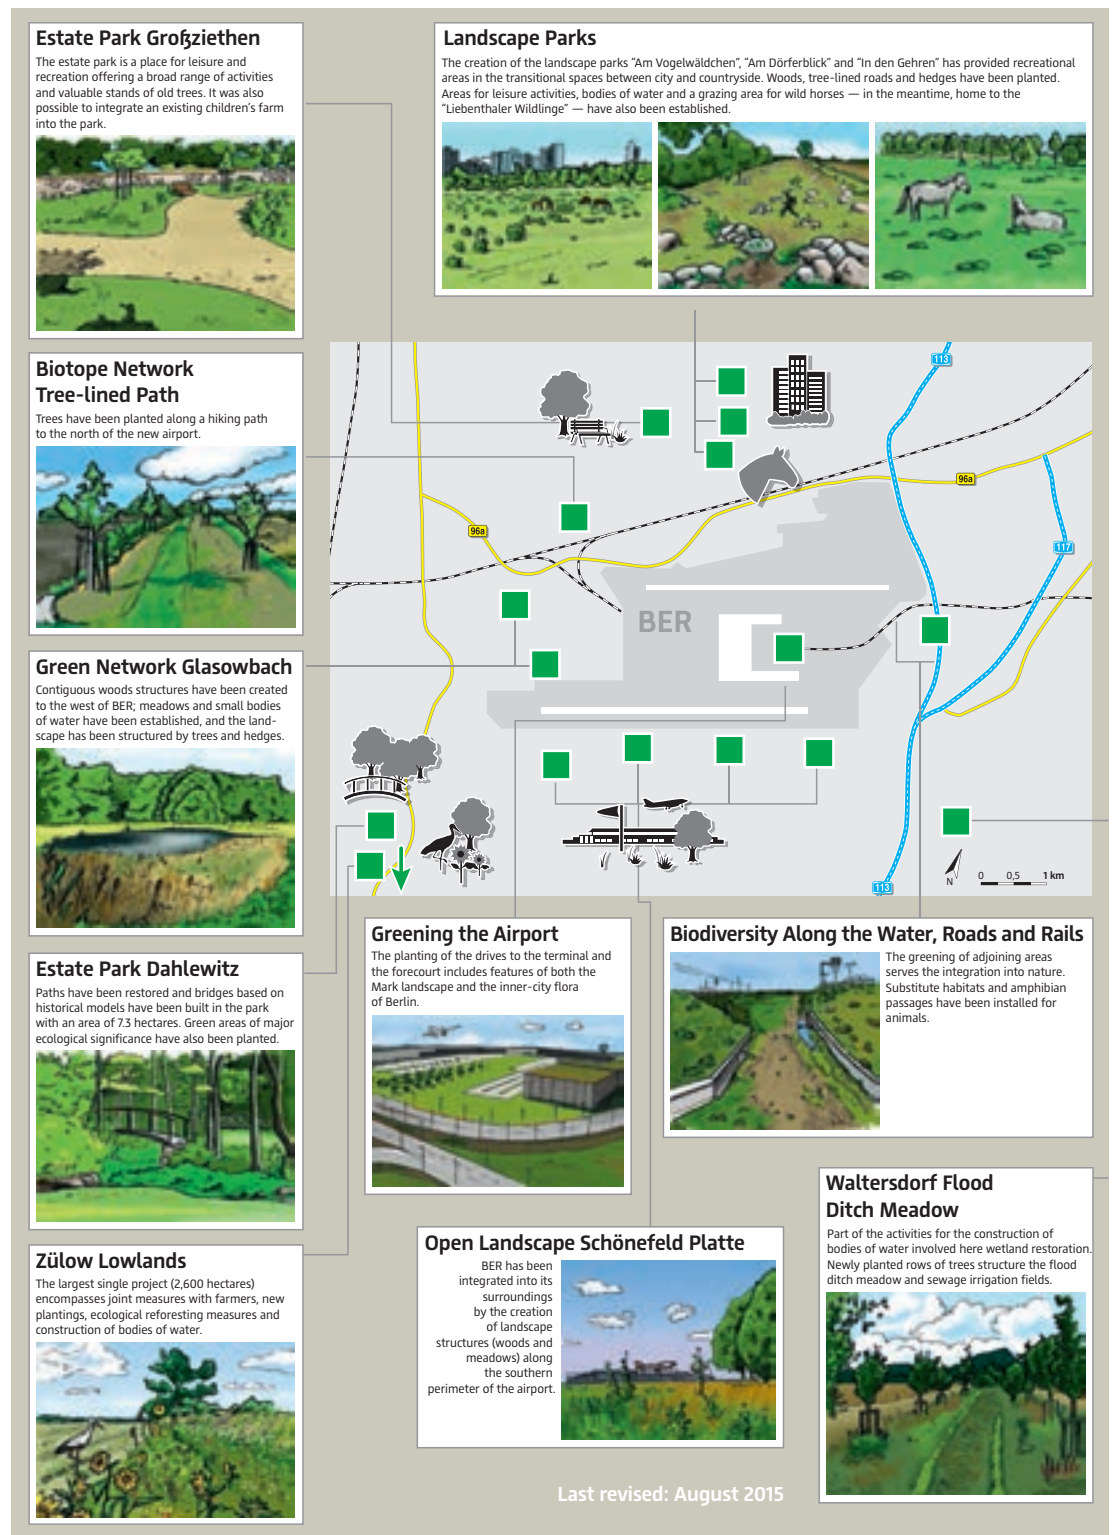 Estate Park Großziethen
The estate park is a place for leisure and
recreation offering a broad range of activities
and valuable stands of old trees. It was also
possible to integrate an existing children's farm
into the park.
Landscape Parks
The creation of the landscape parks “Am Vogelwäldchen”, “Am Dörferblick” and “In den Gehren” has provided recreational
areas in the transitional spaces between city and countryside. Woods, tree-lined roads and hedges have been planted.
Areas for leisure activities, bodies of water and a grazing area for wild horses — in the meantime, home to the
“Liebenthaler Wildlinge” — have also been established.
Biotope Network
Tree-lined Path
Trees have been planted along a hiking path
to the north of the new airport.
Green Network Glasowbach
Contiguous woods structures have been created
to the west of BER; meadows and small bodies
of water have been established, and the land-
scape has been structured by trees and hedges.
113
96a
96a
117
BER
113
N
0 0,5 1 km
Estate Park Dahlewitz
Paths have been restored and bridges based on
historical models have been built in the park
with an area of 7.3 hectares. Green areas of major
ecological significance have also been planted.
Zülow Lowlands
The largest single project (2,600 hectares)
encompasses joint measures with farmers, new
plantings, ecological reforesting measures and
construction of bodies of water.
Greening the Airport
The planting of the drives to the terminal and
the forecourt includes features of both the
Mark landscape and the inner-city flora
of Berlin.
Biodiversity Along the Water, Roads and Rails
The greening of adjoining areas
serves the integration into nature.
Substitute habitats and amphibian
passages have been installed for
animals.
Open Landscape Schönefeld Platte
BER has been
integrated into its
surroundings
by the creation
of landscape
structures (woods and
meadows) along
the southern
perimeter of the airport.
Waltersdorf Flood
Ditch Meadow
Part of the activities for the construction of
bodies of water involved here wetland restoration.
Newly planted rows of trees structure the flood
ditch meadow and sewage irrigation fields.
Last revised: August 2015